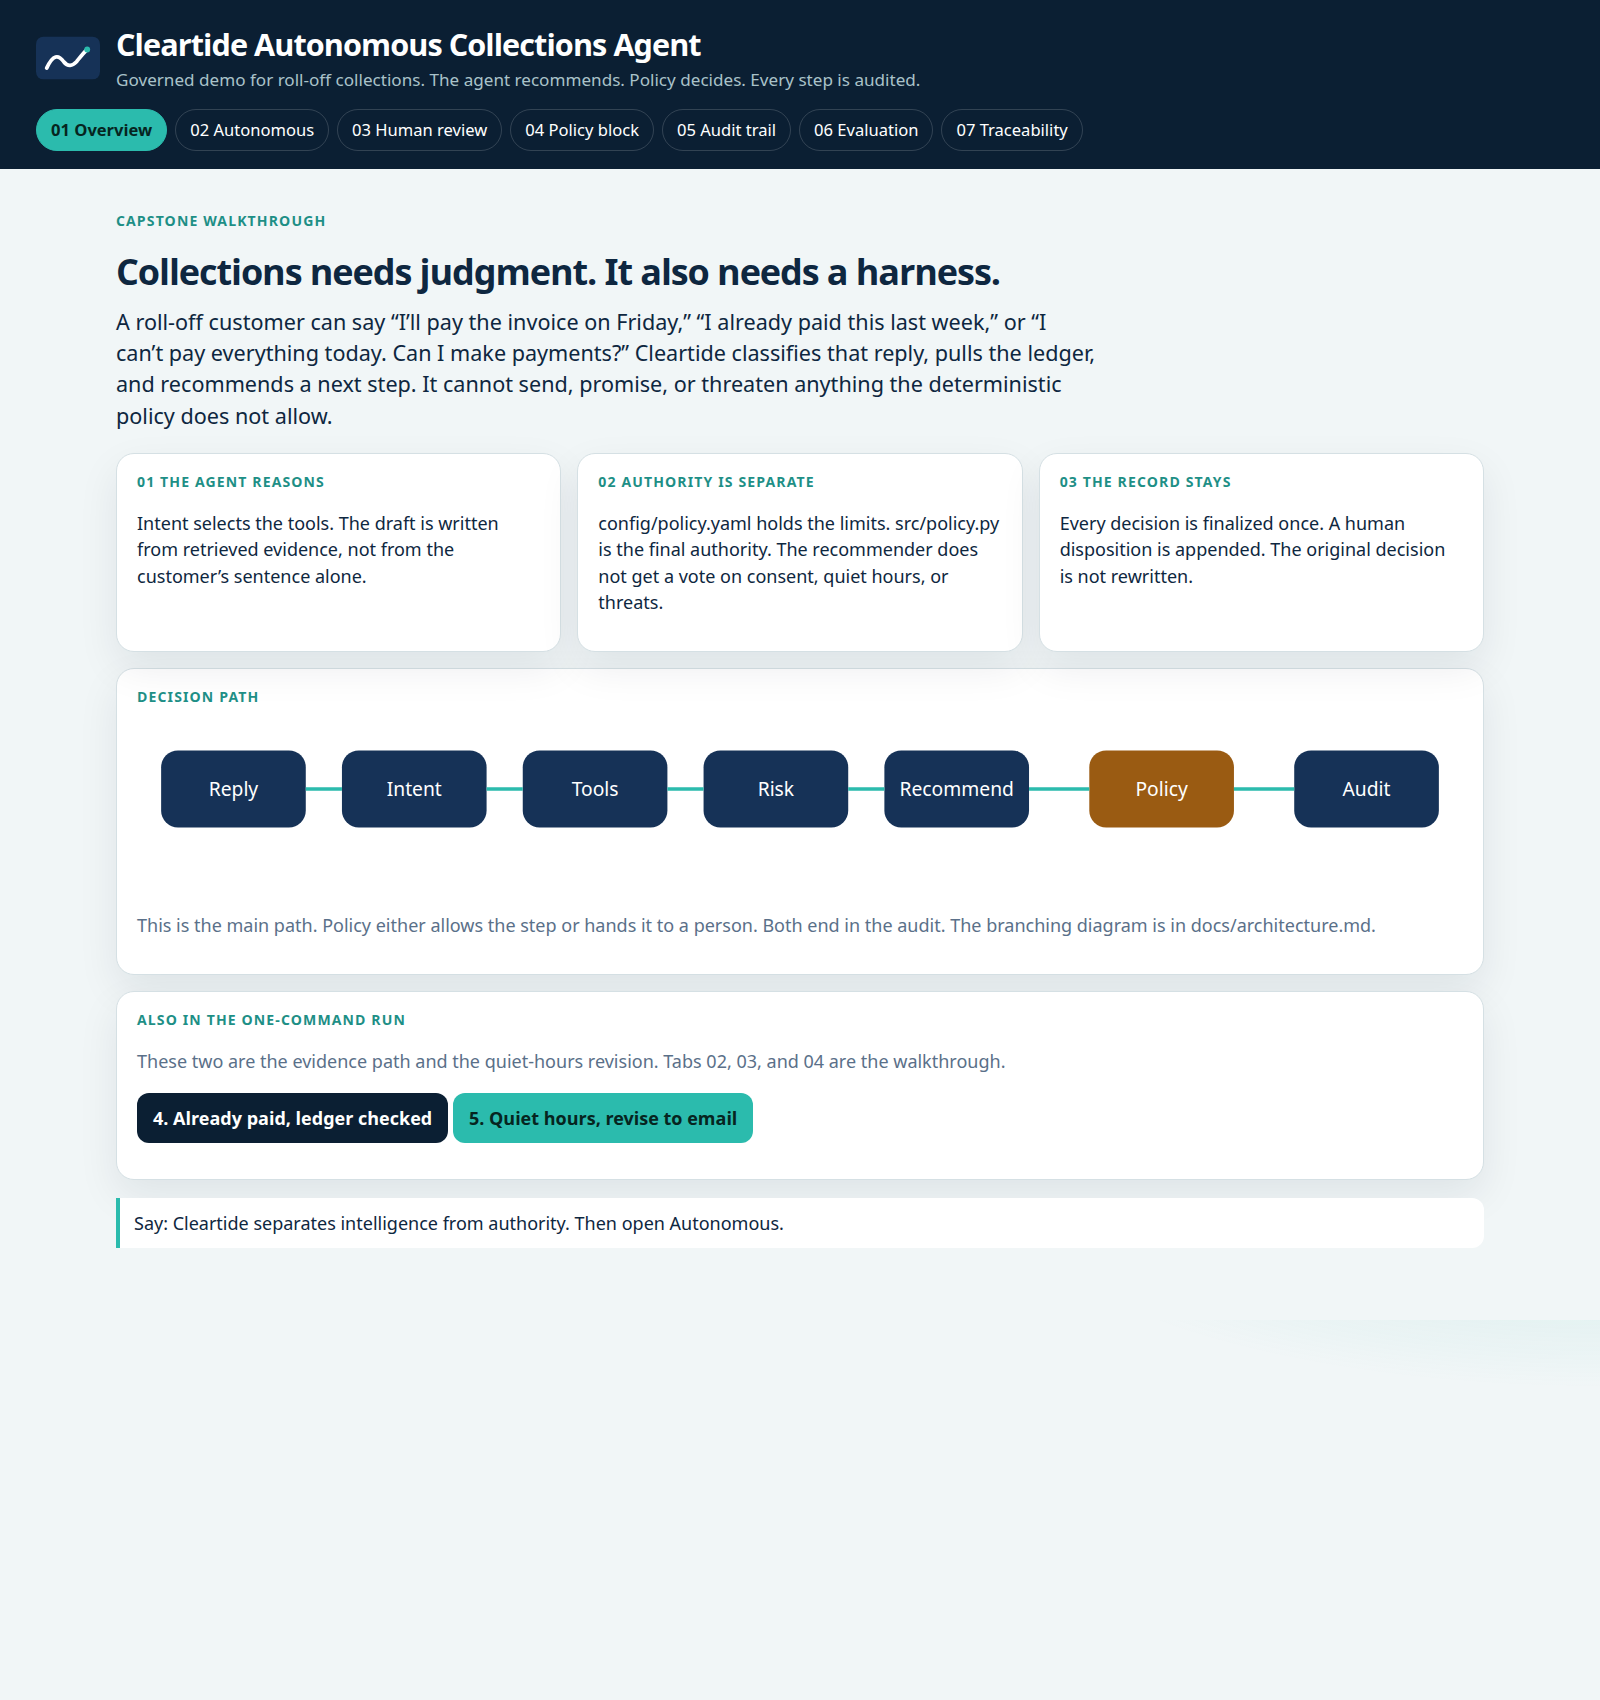 Cleartide Autonomous Collections Agent
Governed demo for roll-off collections. The agent recommends. Policy decides. Every step is audited.
01 Overview
02 Autonomous
03 Human review
04 Policy block
05 Audit trail
06 Evaluation
07 Traceability
CAPSTONE WALKTHROUGH
Collections needs judgment. It also needs a harness.
A roll-off customer can say “I’ll pay the invoice on Friday,” “I already paid this last week,” or “I
can’t pay everything today. Can I make payments?” Cleartide classifies that reply, pulls the ledger,
and recommends a next step. It cannot send, promise, or threaten anything the deterministic
policy does not allow.
01 THE AGENT REASONS
Intent selects the tools. The draft is written
from retrieved evidence, not from the
customer’s sentence alone.
02 AUTHORITY IS SEPARATE
config/policy.yaml holds the limits. src/policy.py
is the final authority. The recommender does
not get a vote on consent, quiet hours, or
threats.
03 THE RECORD STAYS
Every decision is finalized once. A human
disposition is appended. The original decision
is not rewritten.
DECISION PATH
Reply
Intent
Tools
Risk
Recommend
Policy
Audit
This is the main path. Policy either allows the step or hands it to a person. Both end in the audit. The branching diagram is in docs/architecture.md.
ALSO IN THE ONE-COMMAND RUN
These two are the evidence path and the quiet-hours revision. Tabs 02, 03, and 04 are the walkthrough.
4. Already paid, ledger checked
5. Quiet hours, revise to email
Say: Cleartide separates intelligence from authority. Then open Autonomous.